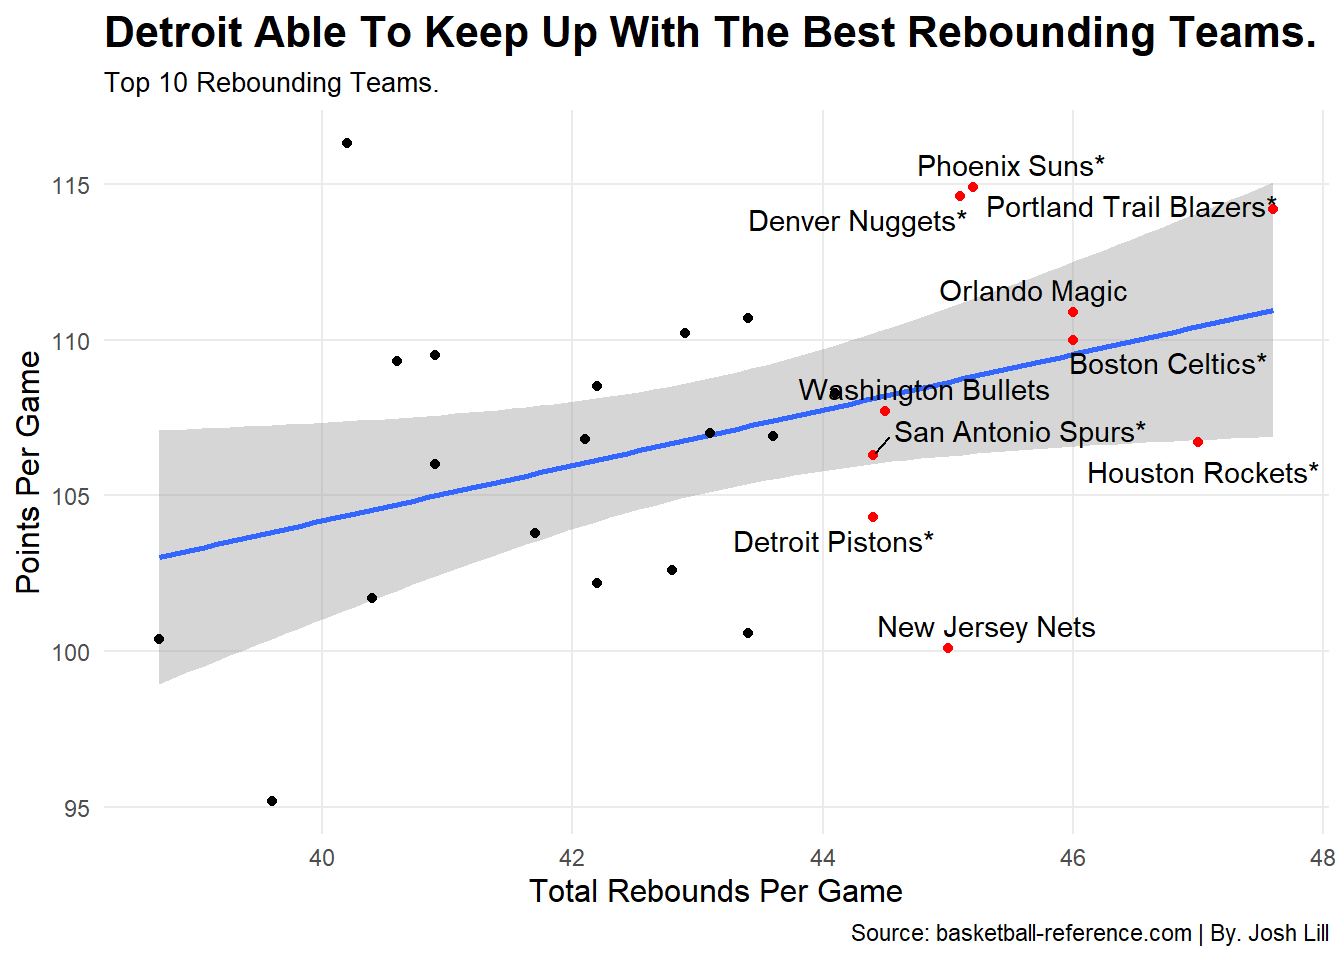 Detroit Able To Keep Up With The Best Rebounding Teams.
Top 10 Rebounding Teams.
Points Per Game
115
110
105
100
95
Phoenix Suns*
Portland Trail Blazers*
Denver Nuggets*
Orlando Magic
Boston Celtics*
Washington Bullets
San Antonio Spurs*
Houston Rockets*
Detroit Pistons*
New Jersey Nets
40 42 44 46 48
Total Rebounds Per Game
Source: basketball-reference.com | By. Josh Lill